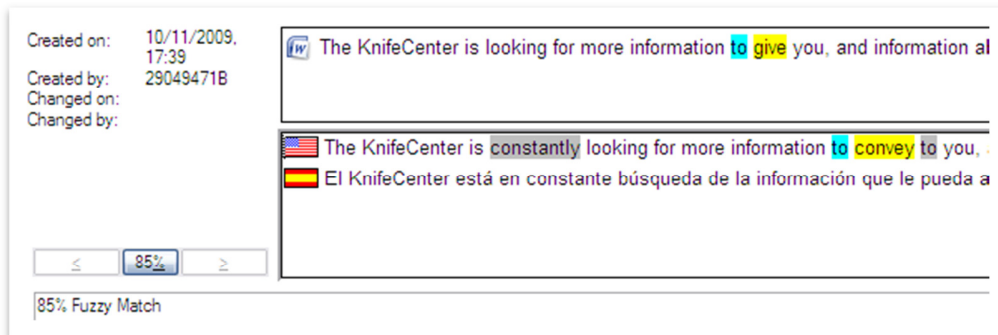 Created on: 10/11/2009,
17:39
Created by: 29049471B
Changed on:
Changed by:
The KnifeCenter is looking for more information to give you, and information al
The KnifeCenter is constantly looking for more information to convey to you,
El KnifeCenter está en constante búsqueda de la información que le pueda a
< 85% >
85% Fuzzy Match